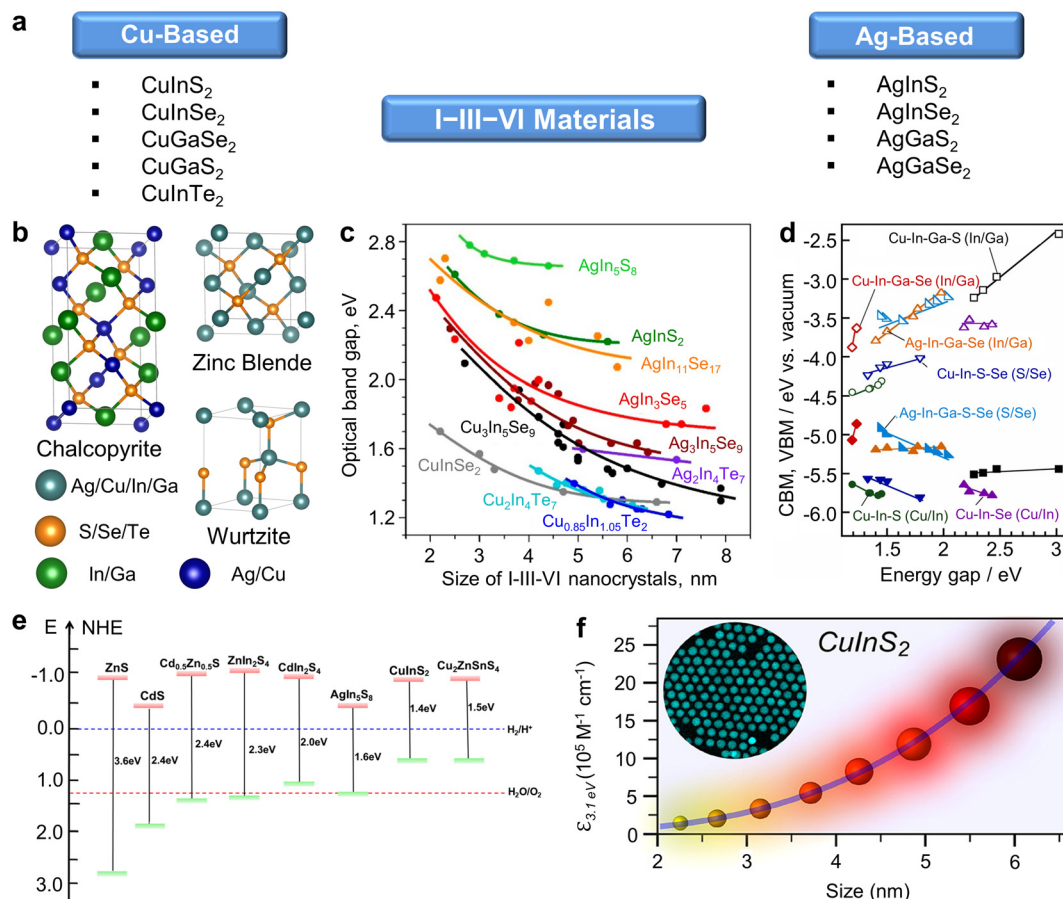 a
Cu-Based
Ag-Based
I−III−VI Materials
▪ CuInS₂
▪ CuInSe₂
▪ CuGaSe₂
▪ CuGaS₂
▪ CuInTe₂
▪ AgInS₂
▪ AgInSe₂
▪ AgGaS₂
▪ AgGaSe₂
b
Zinc Blende
Chalcopyrite
Ag/Cu/In/Ga
S/Se/Te
Wurtzite
In/Ga
Ag/Cu
c
Optical band gap, eV
2.8
2.4
2.0
1.6
1.2
AgIn₅S₈
AgInS₂
AgIn₁₁Se₁₇
AgIn₃Se₅
Cu₃In₅Se₉
Ag₃In₅Se₉
CuInSe₂
Ag₂In₄Te₇
Cu₂In₄Te₇
Cu₀.₈₅In₁.₀₅Te₂
2 3 4 5 6 7 8
Size of I-III-VI nanocrystals, nm
d
CBM, VBM / eV vs. vacuum
-2.5
-3.0
-3.5
-4.0
-4.5
-5.0
-5.5
-6.0
Cu-In-Ga-S (In/Ga)
Cu-In-Ga-Se (In/Ga)
Ag-In-Ga-Se (In/Ga)
Cu-In-S-Se (S/Se)
Ag-In-Ga-S-Se (S/Se)
Cu-In-S (Cu/In)
Cu-In-Se (Cu/In)
1.5 2 2.5 3
Energy gap / eV
e
E NHE
-1.0
0.0
1.0
2.0
3.0
ZnS
CdS
Cd₀.₅Zn₀.₅S
ZnIn₂S₄
CdIn₂S₄
AgIn₅S₈
CuInS₂
Cu₂ZnSnS₄
3.6eV
2.4eV
2.4eV
2.3eV
2.0eV
1.6eV
1.4eV
1.5eV
H₂/H⁺
H₂O/O₂
f
CuInS₂
ε₃.₁ ₑV (10⁵ M⁻¹ cm⁻¹)
25
20
15
10
5
0
2 3 4 5 6
Size (nm)